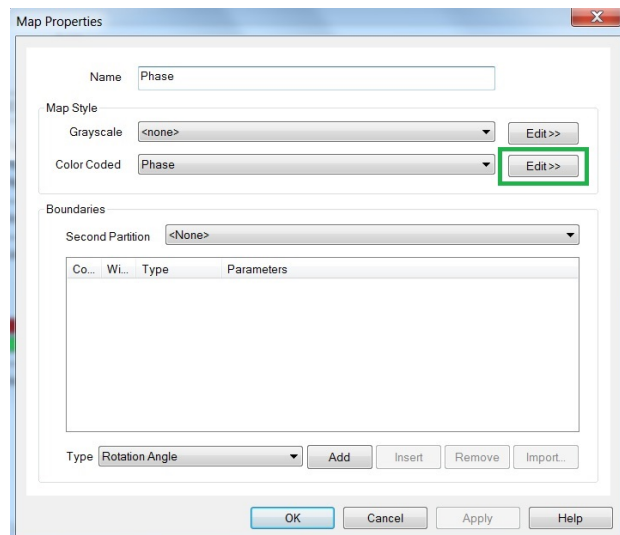 Map Properties
X
Name Phase
Map Style
Grayscale <none> Edit >>
Color Coded Phase Edit >>
Boundaries
Second Partition <None>
Co... Wi... Type Parameters
Type Rotation Angle Add Insert Remove Import...
OK Cancel Apply Help